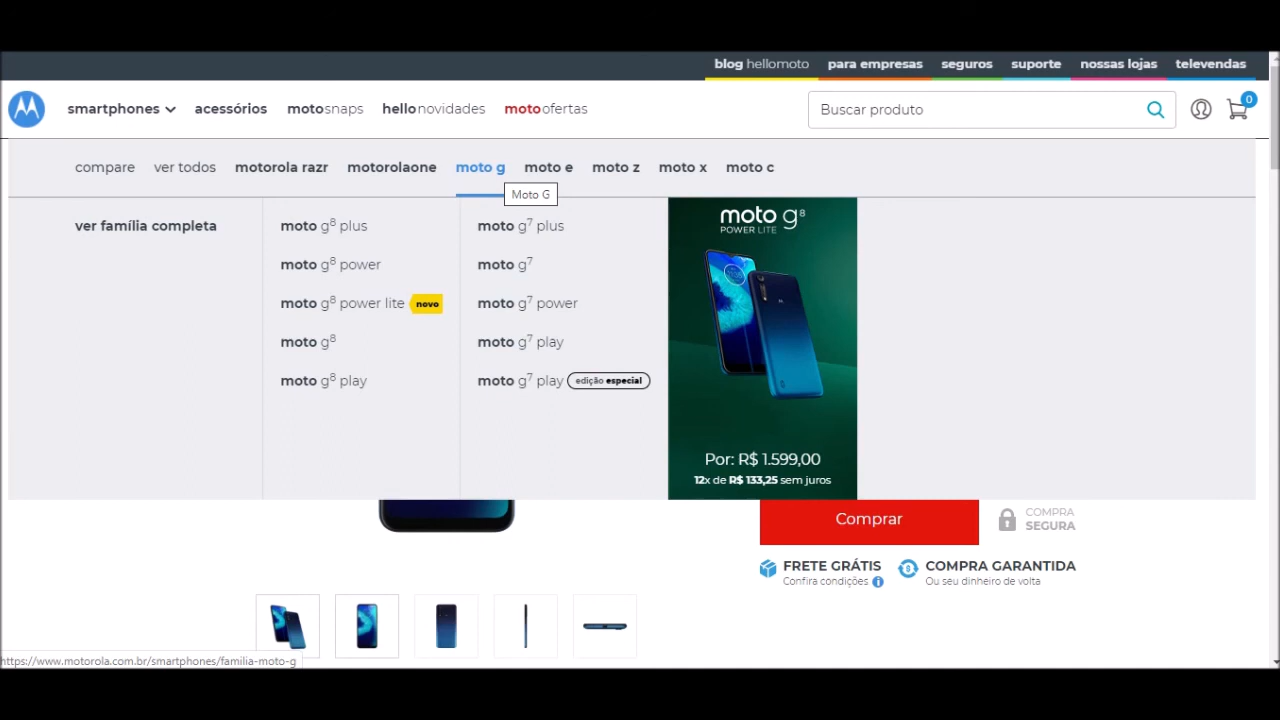 blog hellomoto para empresas seguros suporte nossas lojas televendas
smartphones acessórios motosnaps hellonovidades motoofertas Buscar produto 0
compare ver todos motorola razr motorolaone moto g moto e moto z moto x moto c
Moto G
ver família completa
moto g⁸ plus
moto g⁸ power
moto g⁸ power lite novo
moto g⁸
moto g⁸ play
moto g⁷ plus
moto g⁷
moto g⁷ power
moto g⁷ play
moto g⁷ play edição especial
moto g⁸
POWER LITE
Por: R$ 1.599,00
12x de R$ 133,25 sem juros
Comprar
COMPRA
SEGURA
FRETE GRÁTIS
Confira condições i
COMPRA GARANTIDA
Ou seu dinheiro de volta
https://www.motorola.com.br/smartphones/familia-moto-g